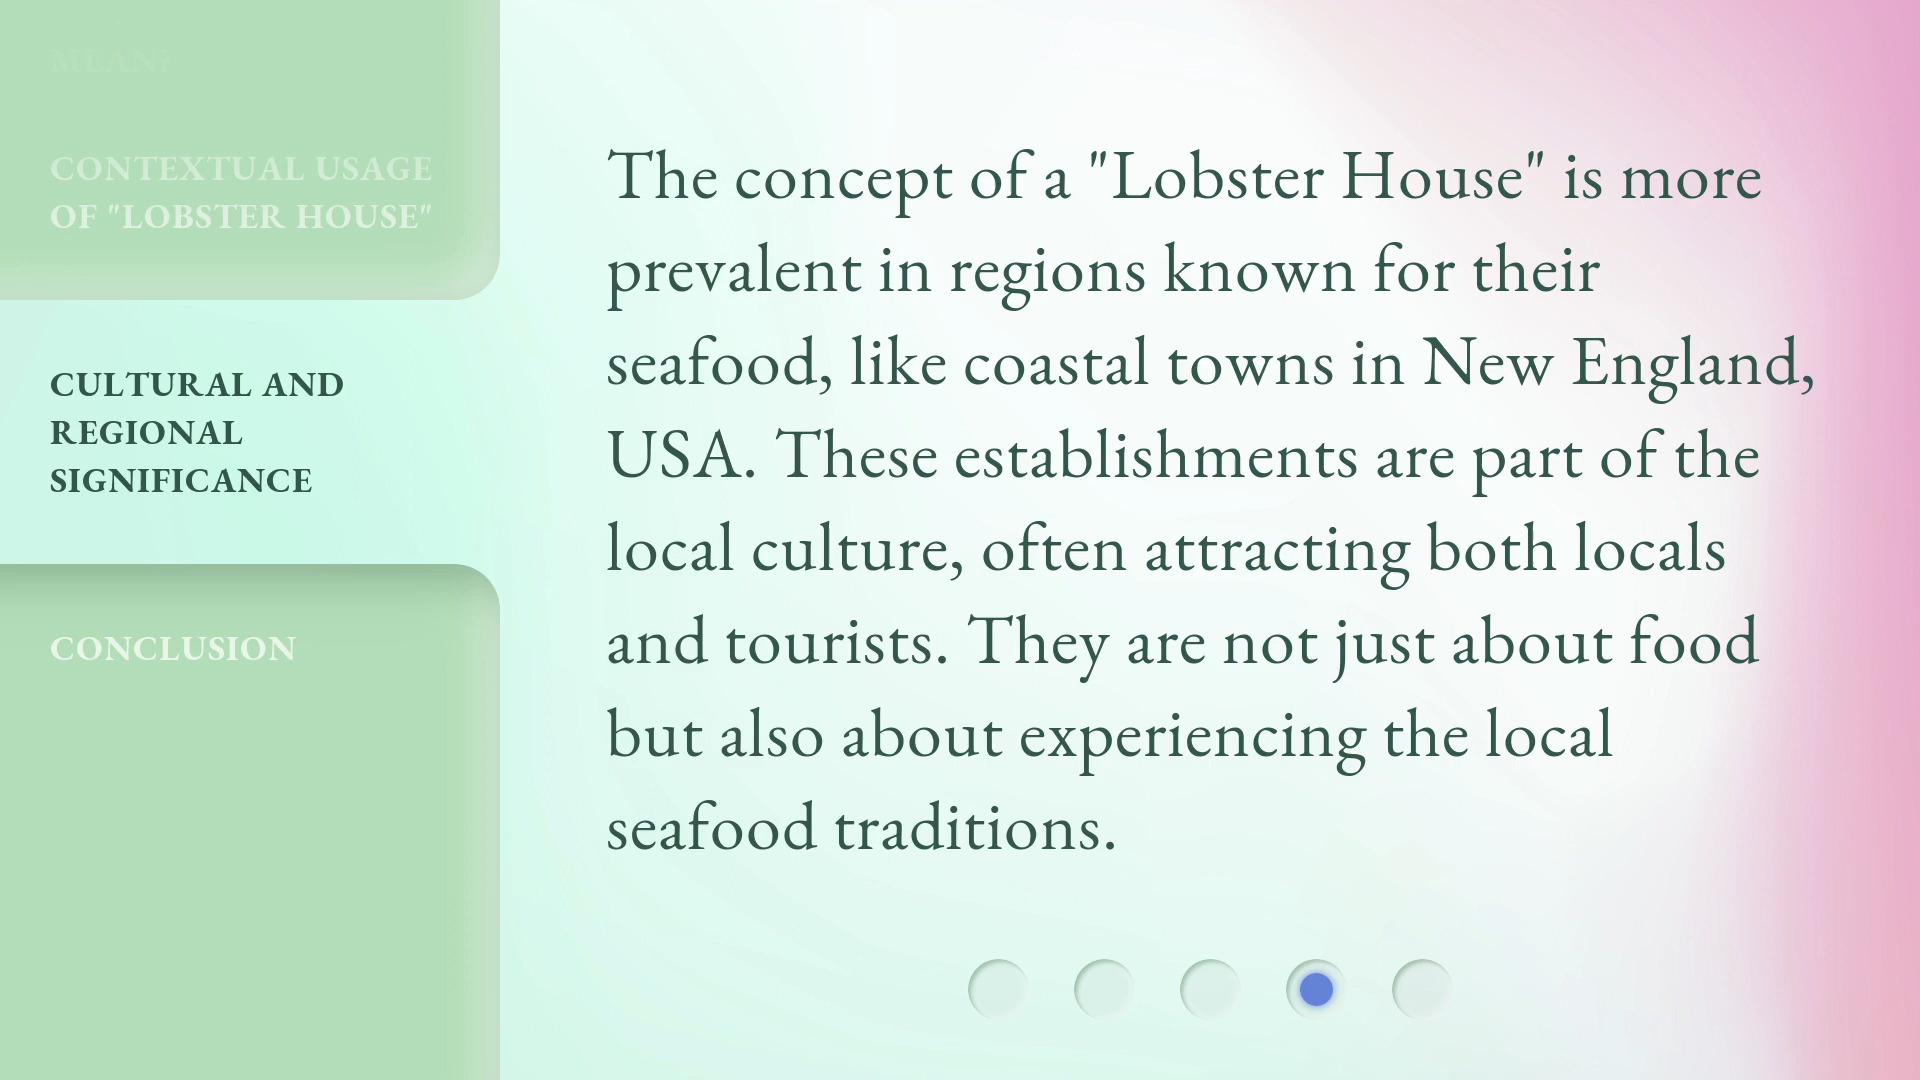 MEAN?
CONTEXTUAL USAGE
OF "LOBSTER HOUSE"
CULTURAL AND
REGIONAL
SIGNIFICANCE
CONCLUSION
The concept of a "Lobster House" is more
prevalent in regions known for their
seafood, like coastal towns in New England,
USA. These establishments are part of the
local culture, often attracting both locals
and tourists. They are not just about food
but also about experiencing the local
seafood traditions.